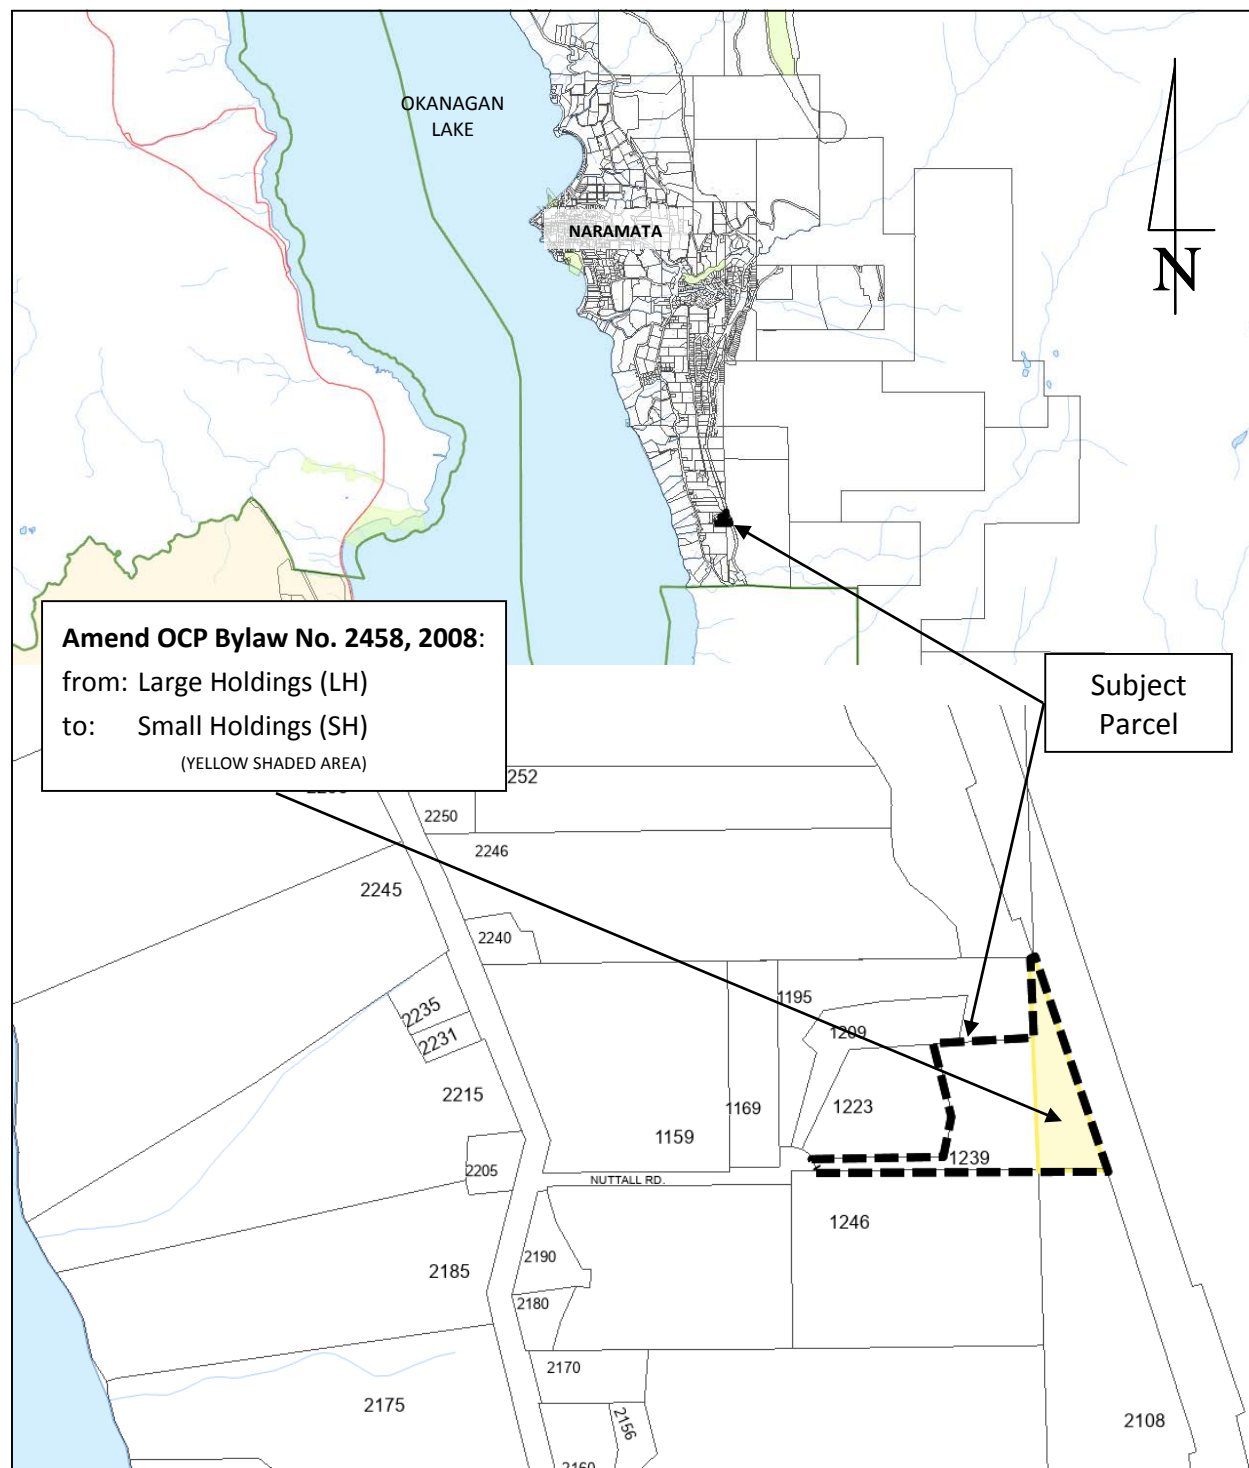 OKANAGAN
LAKE
NARAMATA
N
Amend OCP Bylaw No. 2458, 2008:
from: Large Holdings (LH)
to: Small Holdings (SH)
(YELLOW SHADED AREA)
Subject
Parcel
252
2250
2246
2245
2240
2235
2231
2215
2205
1195
1209
1223
1169
1159
1239
NUTTALL RD.
1246
2190
2185
2180
2170
2175
2156
2108